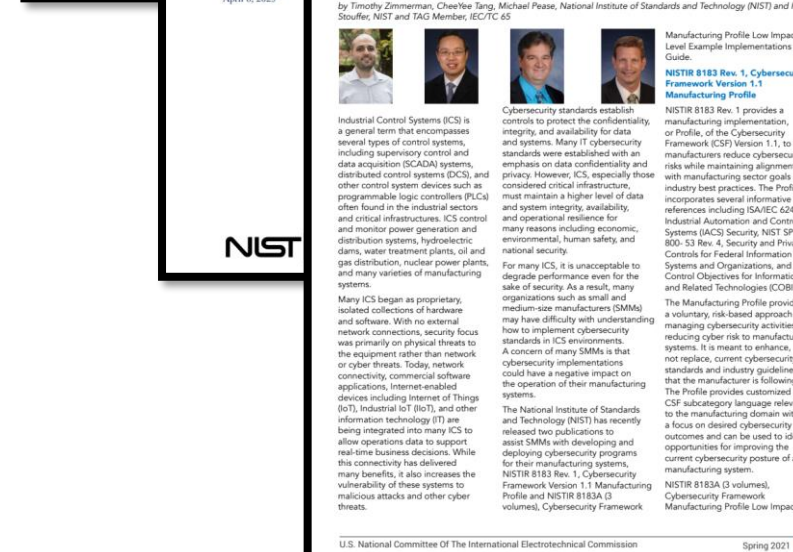 NIST
by Timothy Zimmerman, CheeYee Tang, Michael Pease, National Institute of Standards and Technology (NIST) and
Stouffer, NIST and TAG Member, IEC/TC 65
Industrial Control Systems (ICS) is
a general term that encompasses
several types of control systems,
including supervisory control and
data acquisition (SCADA) systems,
distributed control systems (DCS), and
other control system devices such as
programmable logic controllers (PLCs)
often found in the industrial sectors
and critical infrastructures. ICS control
and monitor power generation and
distribution systems, hydroelectric
dams, water treatment plants, oil and
gas distribution, nuclear power plants,
and many varieties of manufacturing
systems.
Many ICS began as proprietary,
isolated collections of hardware
and software. With no external
network connections, security focus
was primarily on physical threats to
the equipment rather than network
or cyber threats. Today, network
connectivity, commercial software
applications, Internet-enabled
devices including Internet of Things
(IoT), Industrial IoT (IIoT), and other
information technology (IT) are
being integrated into many ICS to
allow operations data to support
real-time business decisions. While
this connectivity has delivered
many benefits, it also increases the
vulnerability of these systems to
malicious attacks and other cyber
threats.
Cybersecurity standards establish
controls to protect the confidentiality,
integrity, and availability for data
and systems. Many IT cybersecurity
standards were established with an
emphasis on data confidentiality and
privacy. However, ICS, especially those
considered critical infrastructure,
must maintain a higher level of data
and system integrity, availability,
and operational resilience for
many reasons including economic,
environmental, human safety, and
national security.
For many ICS, it is unacceptable to
degrade performance even for the
sake of security. As a result, many
organizations such as small and
medium-size manufacturers (SMMs)
may have difficulty with understanding
how to implement cybersecurity
standards in ICS environments.
A concern of many SMMs is that
cybersecurity implementations
could have a negative impact on
the operation of their manufacturing
systems.
The National Institute of Standards
and Technology (NIST) has recently
released two publications to
assist SMMs with developing and
deploying cybersecurity programs
for their manufacturing systems,
NISTIR 8183 Rev. 1, Cybersecurity
Framework Version 1.1 Manufacturing
Profile and NISTIR 8183A (3
volumes), Cybersecurity Framework
Manufacturing Profile Low Impac
Level Example Implementations
Guide.
NISTIR 8183 Rev. 1, Cybersecu
Framework Version 1.1
Manufacturing Profile
NISTIR 8183 Rev. 1 provides a
manufacturing implementation,
or Profile, of the Cybersecurity
Framework (CSF) Version 1.1, to
manufacturers reduce cybersecu
risks while maintaining alignment
with manufacturing sector goals
industry best practices. The Profi
incorporates several informative
references including ISA/IEC 624
Industrial Automation and Contr
Systems (IACS) Security, NIST SP
800- 53 Rev. 4, Security and Priva
Controls for Federal Information
Systems and Organizations, and
Control Objectives for Informatio
and Related Technologies (COBI
The Manufacturing Profile provid
a voluntary, risk-based approach
managing cybersecurity activities
reducing cyber risk to manufactu
systems. It is meant to enhance,
not replace, current cybersecurity
standards and industry guideline
that the manufacturer is following
The Profile provides customized
CSF subcategory language relev
to the manufacturing domain wit
a focus on desired cybersecurity
outcomes and can be used to ide
opportunities for improving the
current cybersecurity posture of a
manufacturing system.
NISTIR 8183A (3 volumes),
Cybersecurity Framework
Manufacturing Profile Low Impac
U.S. National Committee Of The International Electrotechnical Commission
Spring 2021